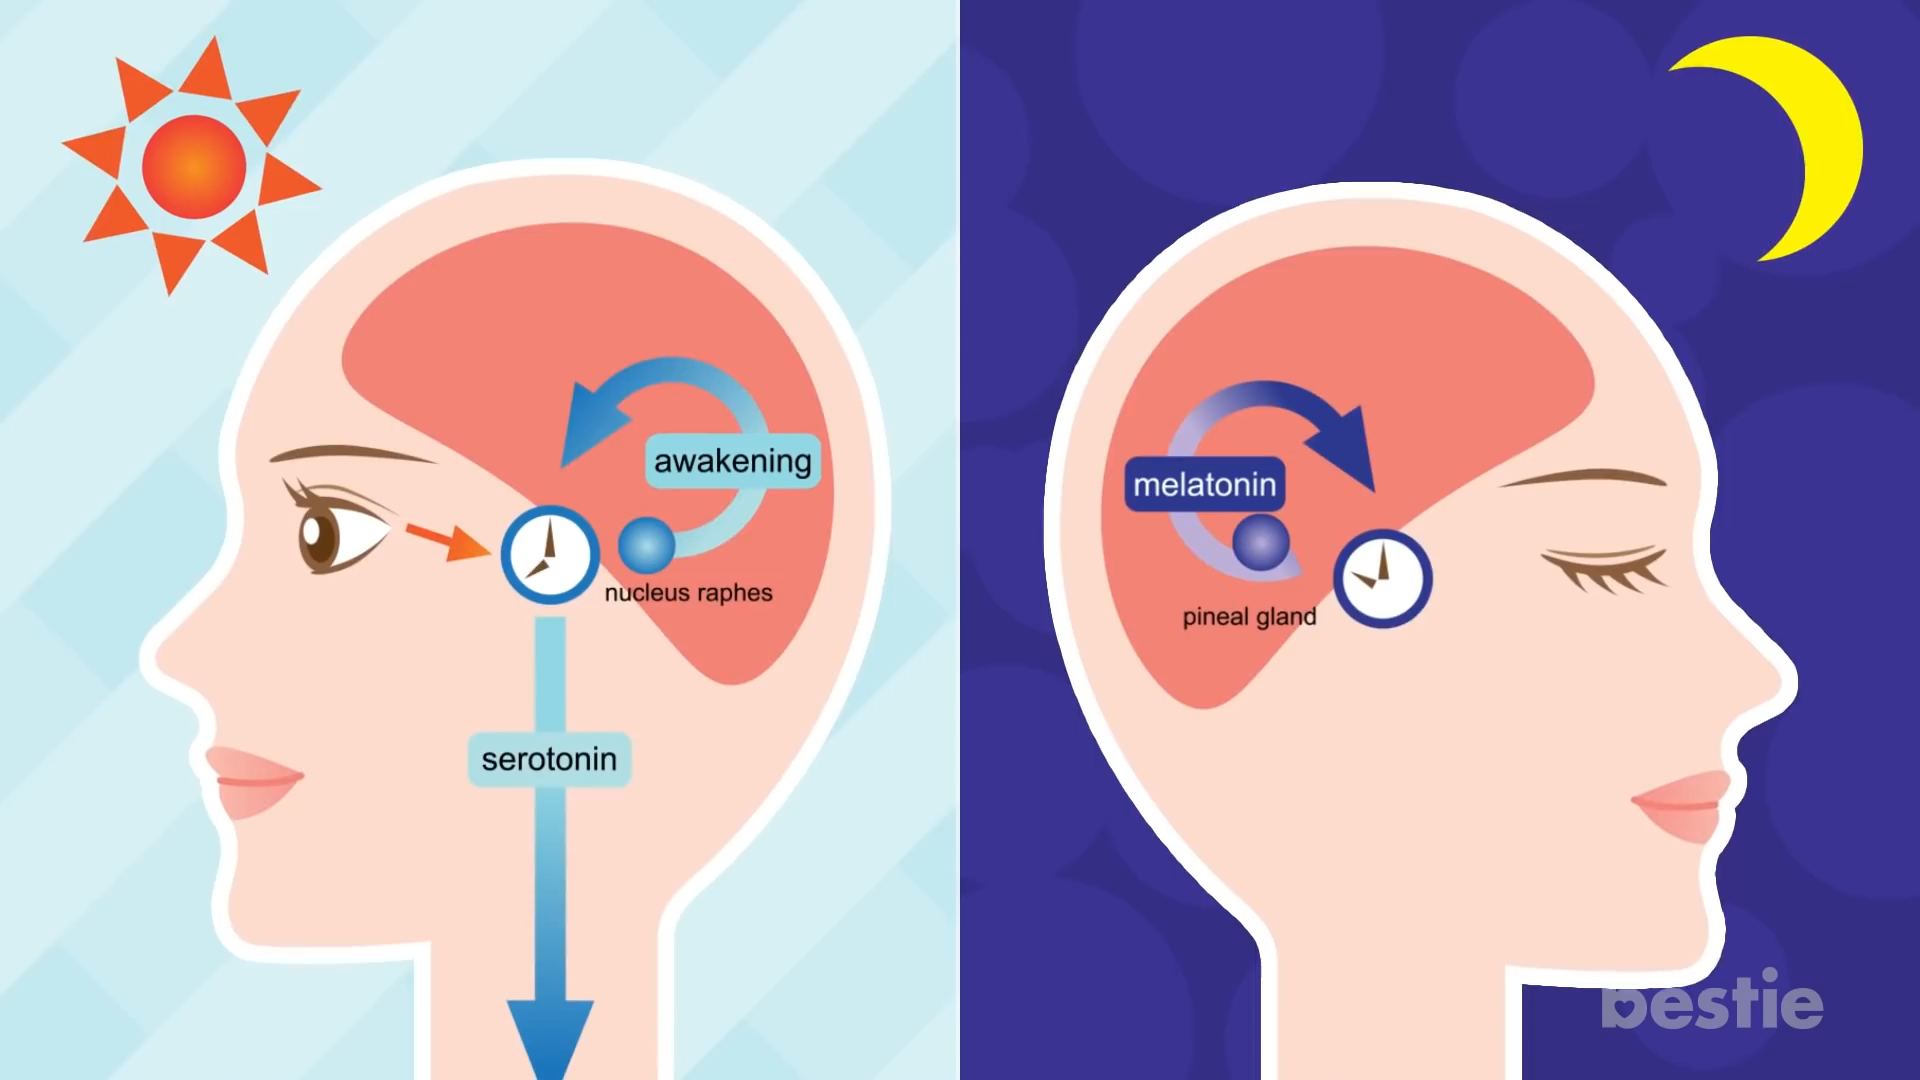 awakening
nucleus raphes
serotonin
melatonin
pineal gland
bestie